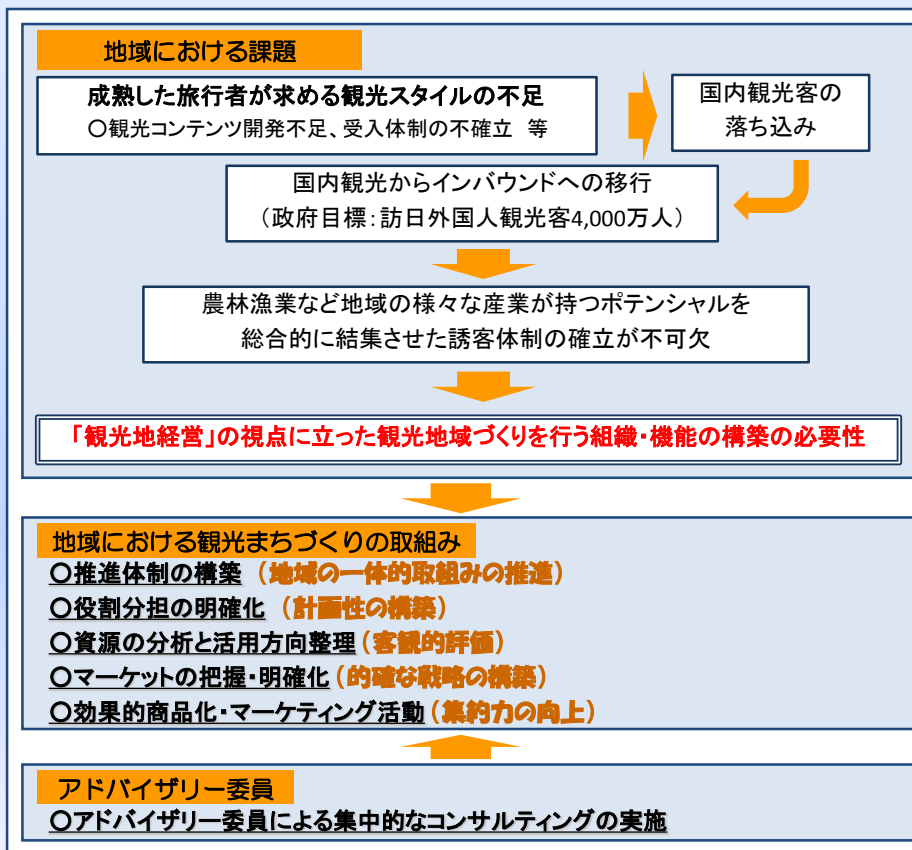 地域における課題
成熟した旅行者が求める観光スタイルの不足
〇観光コンテンツ開発不足、受入体制の不確立 等
国内観光客の
落ち込み
国内観光からインバウンドへの移行
(政府目標:訪日外国人観光客4,000万人)
農林漁業など地域の様々な産業が持つポテンシャルを
総合的に結集させた誘客体制の確立が不可欠
「観光地経営」の視点に立った観光地域づくりを行う組織・機能の構築の必要性
地域における観光まちづくりの取組み
〇推進体制の構築 (地域の一体的取組みの推進)
〇役割分担の明確化 (計画性の構築)
〇資源の分析と活用方向整理(客観的評価)
〇マーケットの把握・明確化(的確な戦略の構築)
〇効果的商品化・マーケティング活動(集約力の向上)
アドバイザリー委員
〇アドバイザリー委員による集中的なコンサルティングの実施